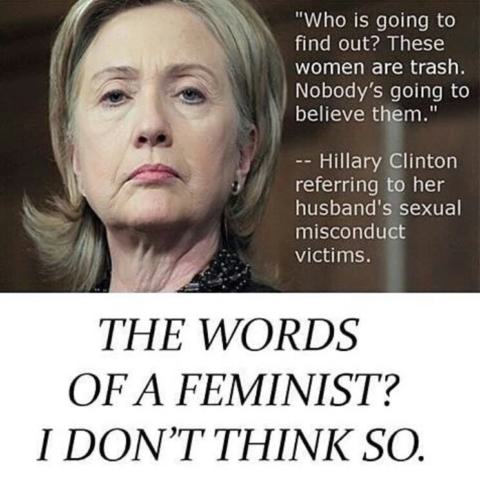 "Who is going to
find out? These
women are trash.
Nobody's going to
believe them."
-- Hillary Clinton
referring to her
husband's sexual
misconduct
victims.
THE WORDS
OF A FEMINIST?
I DON'T THINK SO.